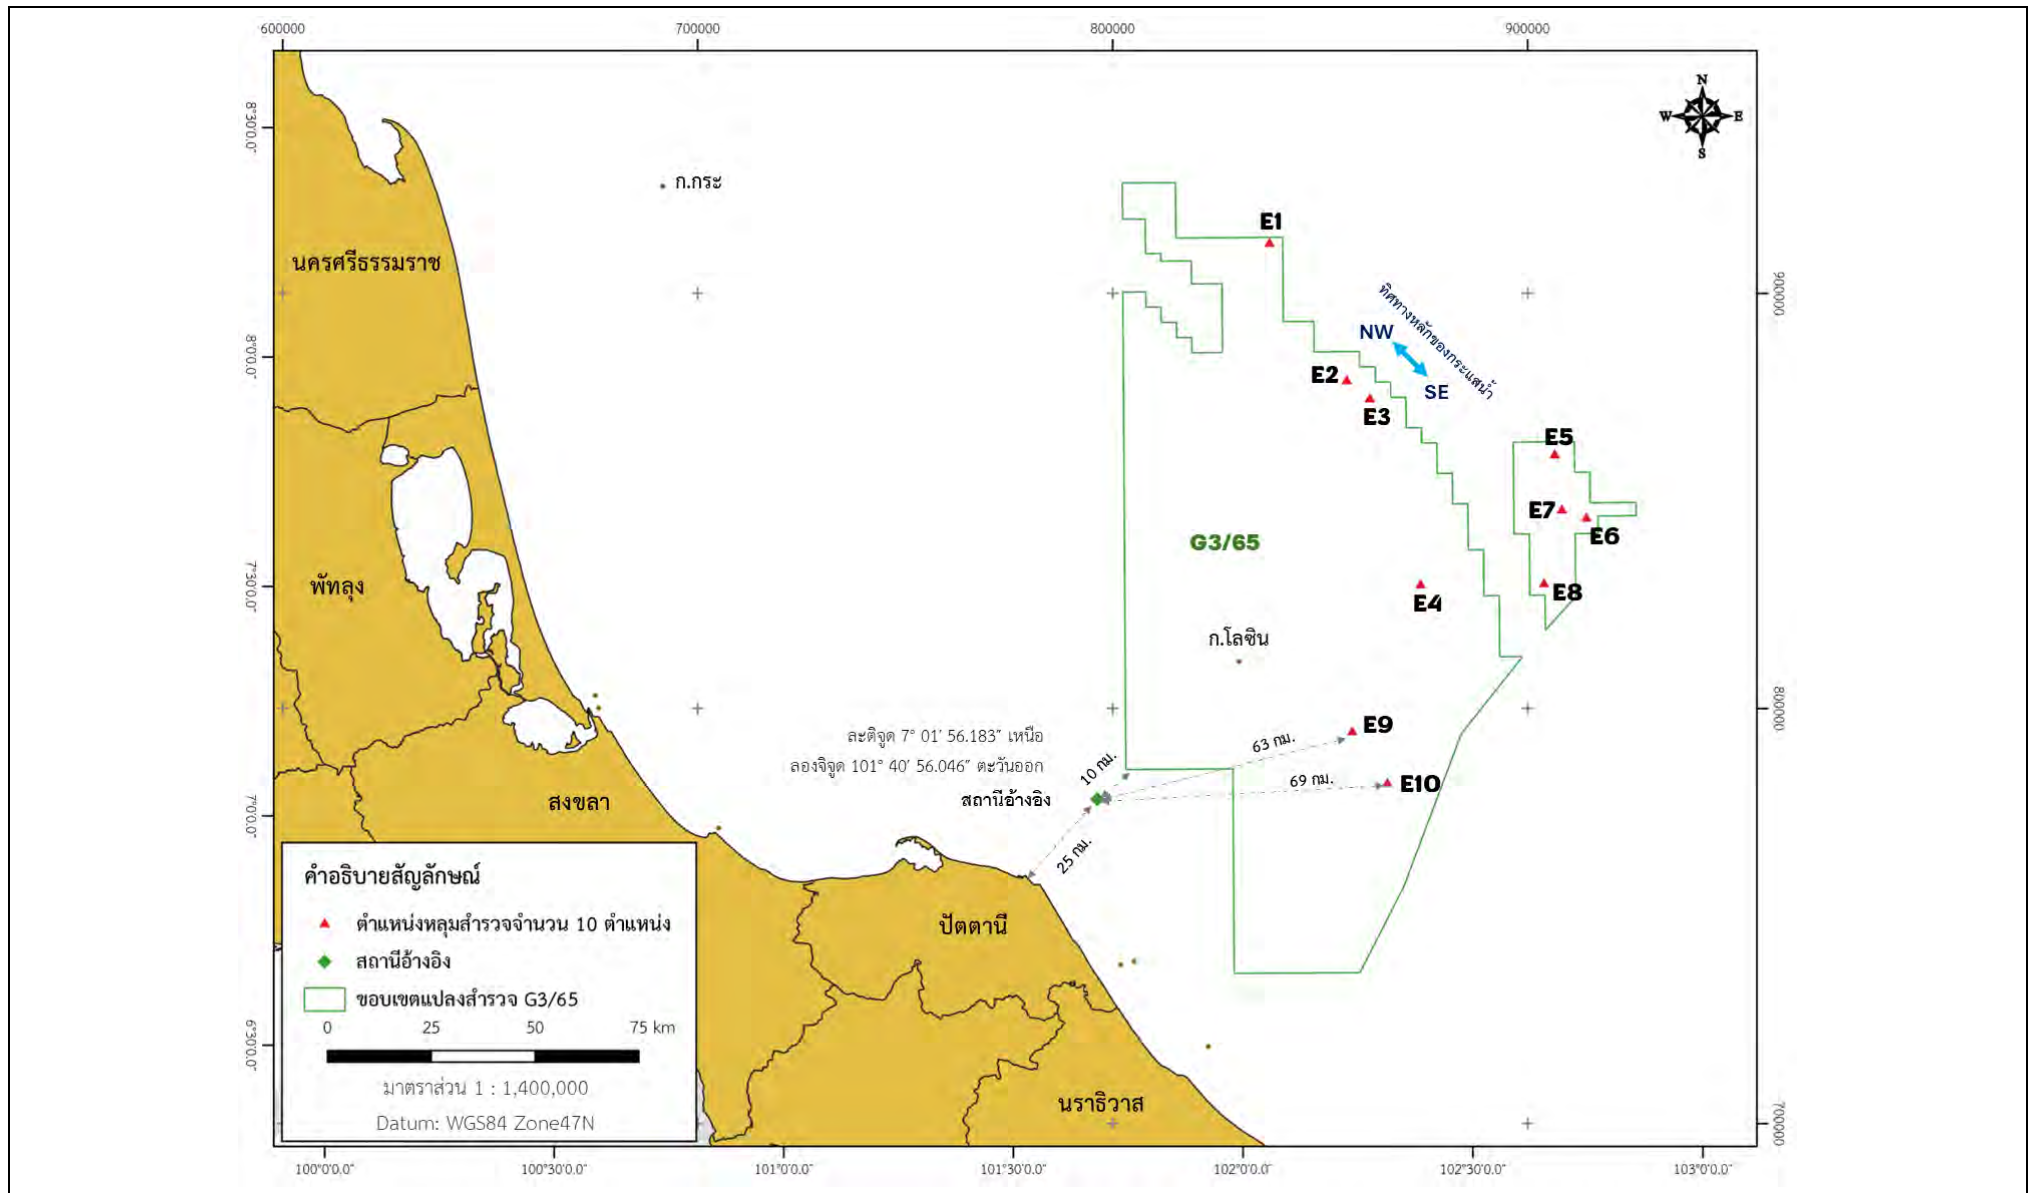 600000
700000
800000
900000
N
W
E
S
8°30'0.0"
8°0'0.0"
7°30'0.0"
7°0'0.0"
6°30'0.0"
900000
800000
700000
ก.กระ
นครศรีธรรมราช
พัทลุง
สงขลา
ปัตตานี
นราธิวาส
E1
ทิศทางหลักของกระแสน้ำ
NW
SE
E2
E3
E5
E7
E6
E8
G3/65
E4
ก.โลซิน
E9
E10
ละติจูด 7° 01' 56.183" เหนือ
ลองจิจูด 101° 40' 56.046" ตะวันออก
สถานีอ้างอิง
10 กม.
63 กม.
69 กม.
25 กม.
คำอธิบายสัญลักษณ์
ตำแหน่งหลุมสำรวจจำนวน 10 ตำแหน่ง
สถานีอ้างอิง
ขอบเขตแปลงสำรวจ G3/65
0 25 50 75 km
มาตราส่วน 1 : 1,400,000
Datum: WGS84 Zone47N
100°0'0.0"
100°30'0.0"
101°0'0.0"
101°30'0.0"
102°0'0.0"
102°30'0.0"
103°0'0.0"